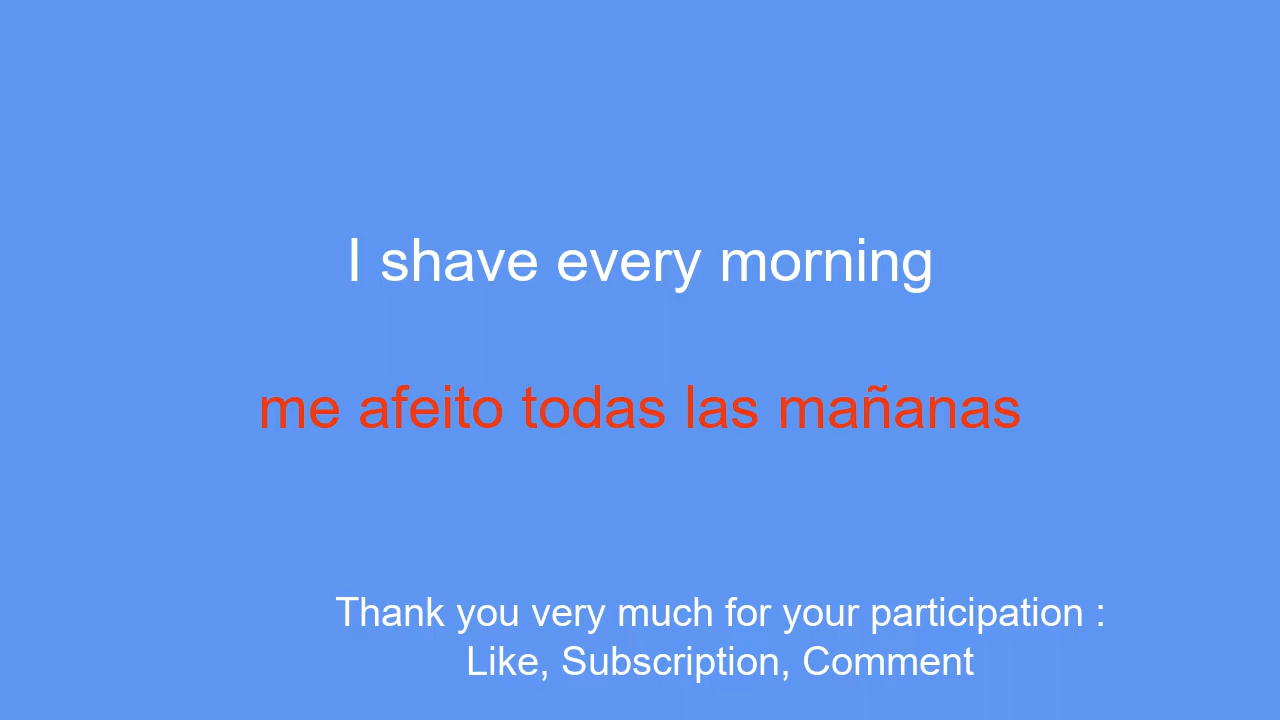 I shave every morning
me afeito todas las mañanas
Thank you very much for your participation :
Like, Subscription, Comment